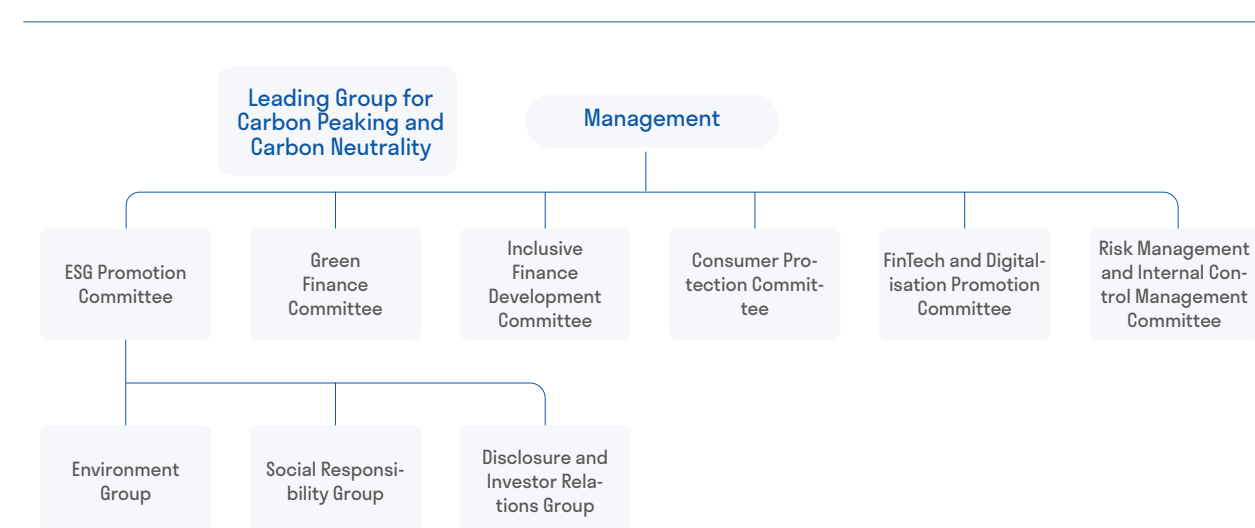 Leading Group for
Carbon Peaking and
Carbon Neutrality
Management
ESG Promotion
Committee
Green
Finance
Committee
Inclusive
Finance
Development
Committee
Consumer Pro-
tection Commit-
tee
FinTech and Digital-
isation Promotion
Committee
Risk Management
and Internal Con-
trol Management
Committee
Environment
Group
Social Responsi-
bility Group
Disclosure and
Investor Rela-
tions Group